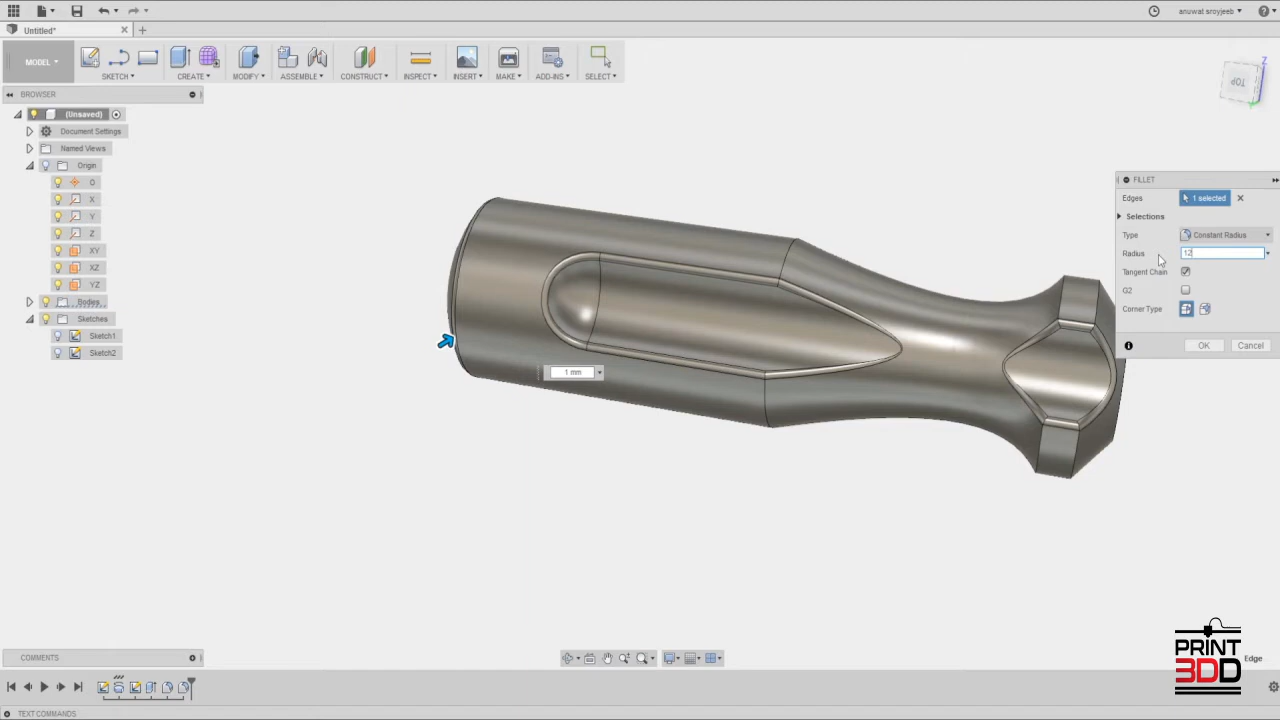 anuwat sroyjeeb
Untitled*
MODEL
SKETCH
CREATE
MODIFY
ASSEMBLE
CONSTRUCT
INSPECT
INSERT
MAKE
ADD-INS
SELECT
BROWSER
(Unsaved)
Document Settings
Named Views
Origin
O
X
Y
Z
XY
XZ
YZ
Bodies
Sketches
Sketch1
Sketch2
TOP
Z
FILLET
Edges 1 selected
Selections
Type Constant Radius
Radius 12
Tangent Chain
G2
Corner Type
OK Cancel
1 mm
PRINT
3DD
Edge
COMMENTS
TEXT COMMANDS